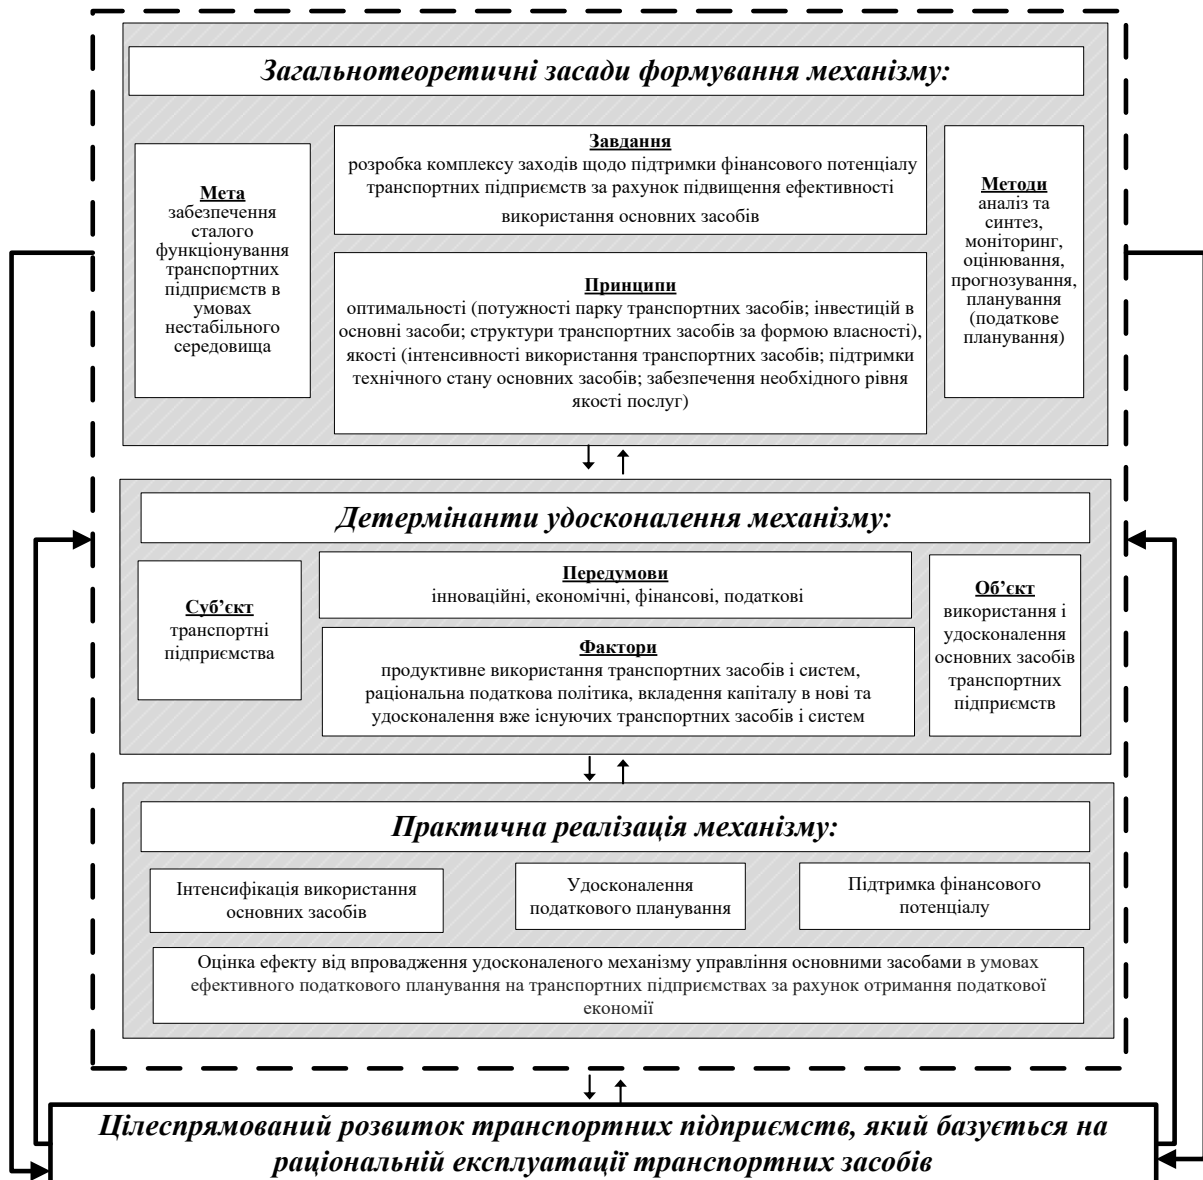 Загальнотеоретичні засади формування механізму:
Мета
забезпечення
сталого
функціонування
транспортних
підприємств в
умовах
нестабільного
середовища
Завдання
розробка комплексу заходів щодо підтримки фінансового потенціалу
транспортних підприємств за рахунок підвищення ефективності
використання основних засобів
Принципи
оптимальності (потужності парку транспортних засобів; інвестицій в
основні засоби; структури транспортних засобів за формою власності),
якості (інтенсивності використання транспортних засобів; підтримки
технічного стану основних засобів; забезпечення необхідного рівня
якості послуг)
Методи
аналіз та
синтез,
моніторинг,
оцінювання,
прогнозування,
планування
(податкове
планування)
Детермінанти удосконалення механізму:
Суб’єкт
транспортні
підприємства
Передумови
інноваційні, економічні, фінансові, податкові
Фактори
продуктивне використання транспортних засобів і систем,
раціональна податкова політика, вкладення капіталу в нові та
удосконалення вже існуючих транспортних засобів і систем
Об’єкт
використання і
удосконалення
основних засобів
транспортних
підприємств
Практична реалізація механізму:
Інтенсифікація використання
основних засобів
Удосконалення
податкового планування
Підтримка фінансового
потенціалу
Оцінка ефекту від впровадження удосконаленого механізму управління основними засобами в умовах
ефективного податкового планування на транспортних підприємствах за рахунок отримання податкової
економії
Цілеспрямований розвиток транспортних підприємств, який базується на
раціональній експлуатації транспортних засобів